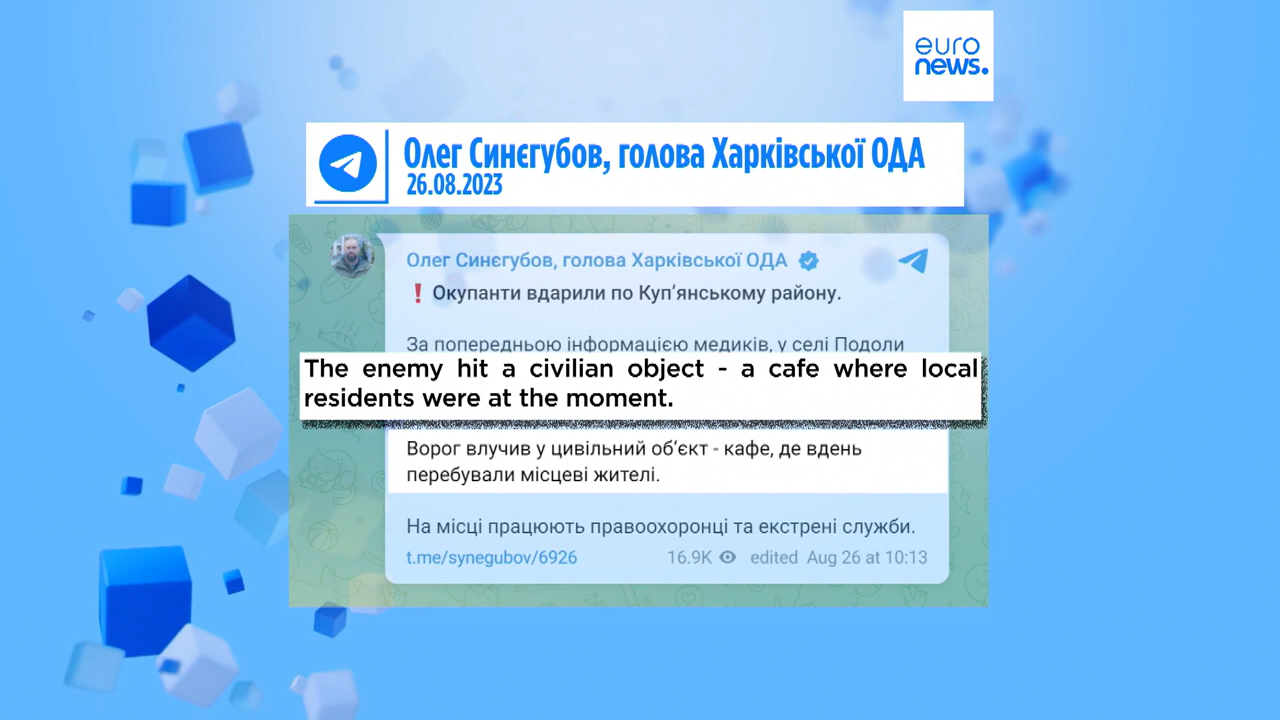 euro
news.
Олег Синєгубов, голова Харківської ОДА
26.08.2023
Олег Синєгубов, голова Харківської ОДА
❗ Окупанти вдарили по Куп’янському району.
За попередньою інформацією медиків, у селі Подоли
The enemy hit a civilian object - a cafe where local
residents were at the moment.
Ворог влучив у цивільний об‘єкт - кафе, де вдень
перебували місцеві жителі.
На місці працюють правоохоронці та екстрені служби.
t.me/synegubov/6926 16.9K edited Aug 26 at 10:13